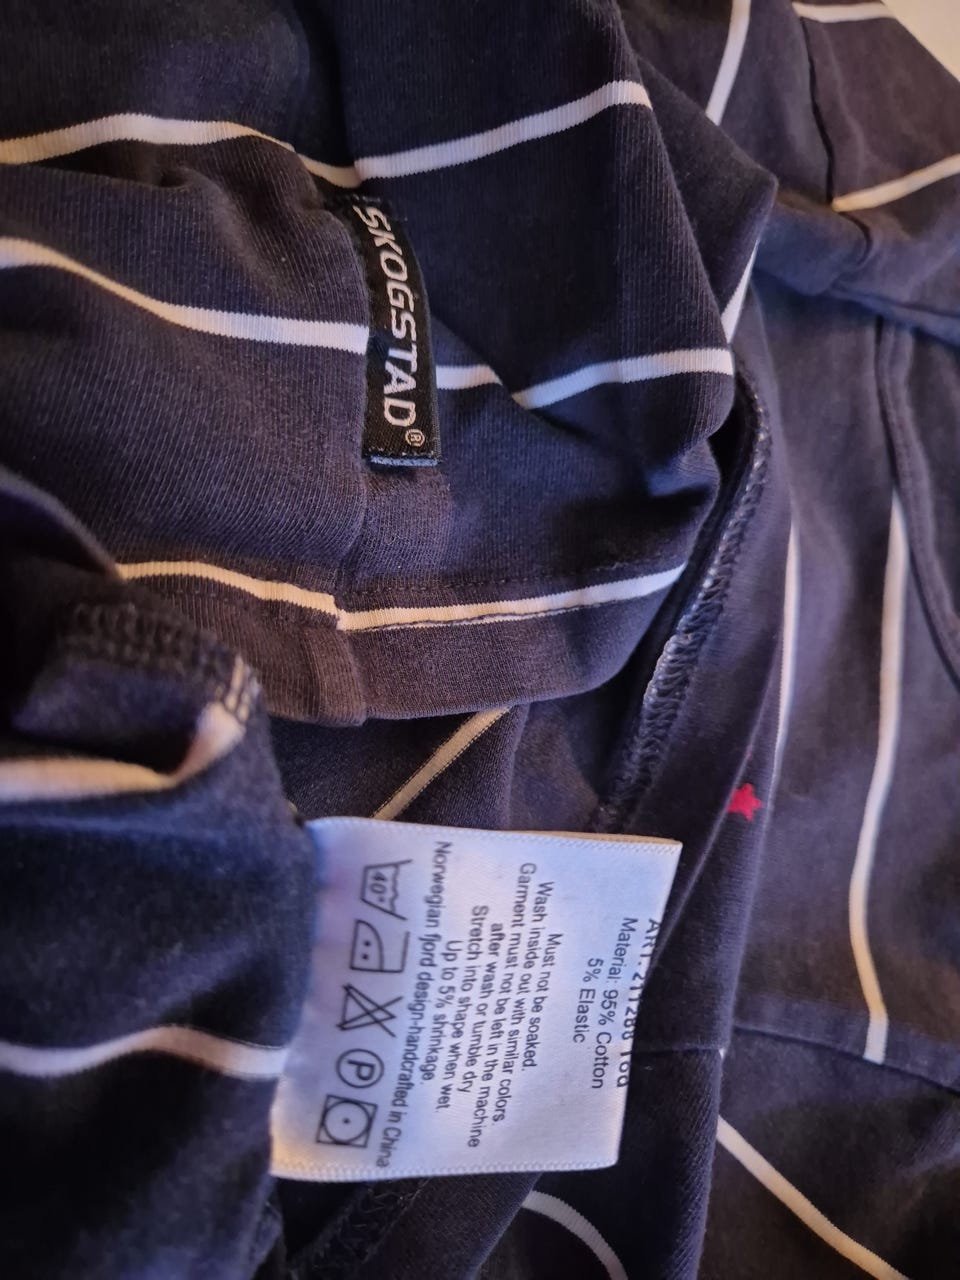 SKOGSTAD®
Material: 95% Cotton
5% Elastic
Must not be soaked.
Wash inside out with similar colors.
Garment must not be left in the machine
after wash or tumble dry
Stretch into shape when wet.
Up to 5% shrinkage.
Norwegian fjord design-handcrafted in China
40°
P